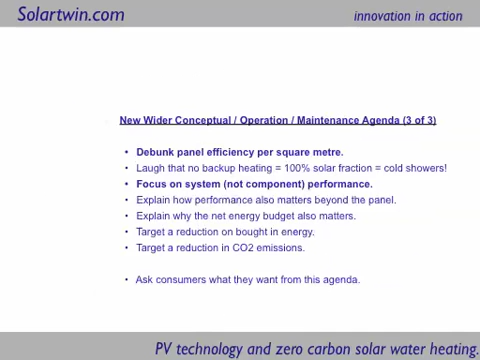 Solartwin.com
innovation in action
New Wider Conceptual / Operation / Maintenance Agenda (3 of 3)
• Debunk panel efficiency per square metre.
• Laugh that no backup heating = 100% solar fraction = cold showers!
• Focus on system (not component) performance.
• Explain how performance also matters beyond the panel.
• Explain why the net energy budget also matters.
• Target a reduction on bought in energy.
• Target a reduction in CO2 emissions.
• Ask consumers what they want from this agenda.
PV technology and zero carbon solar water heating.